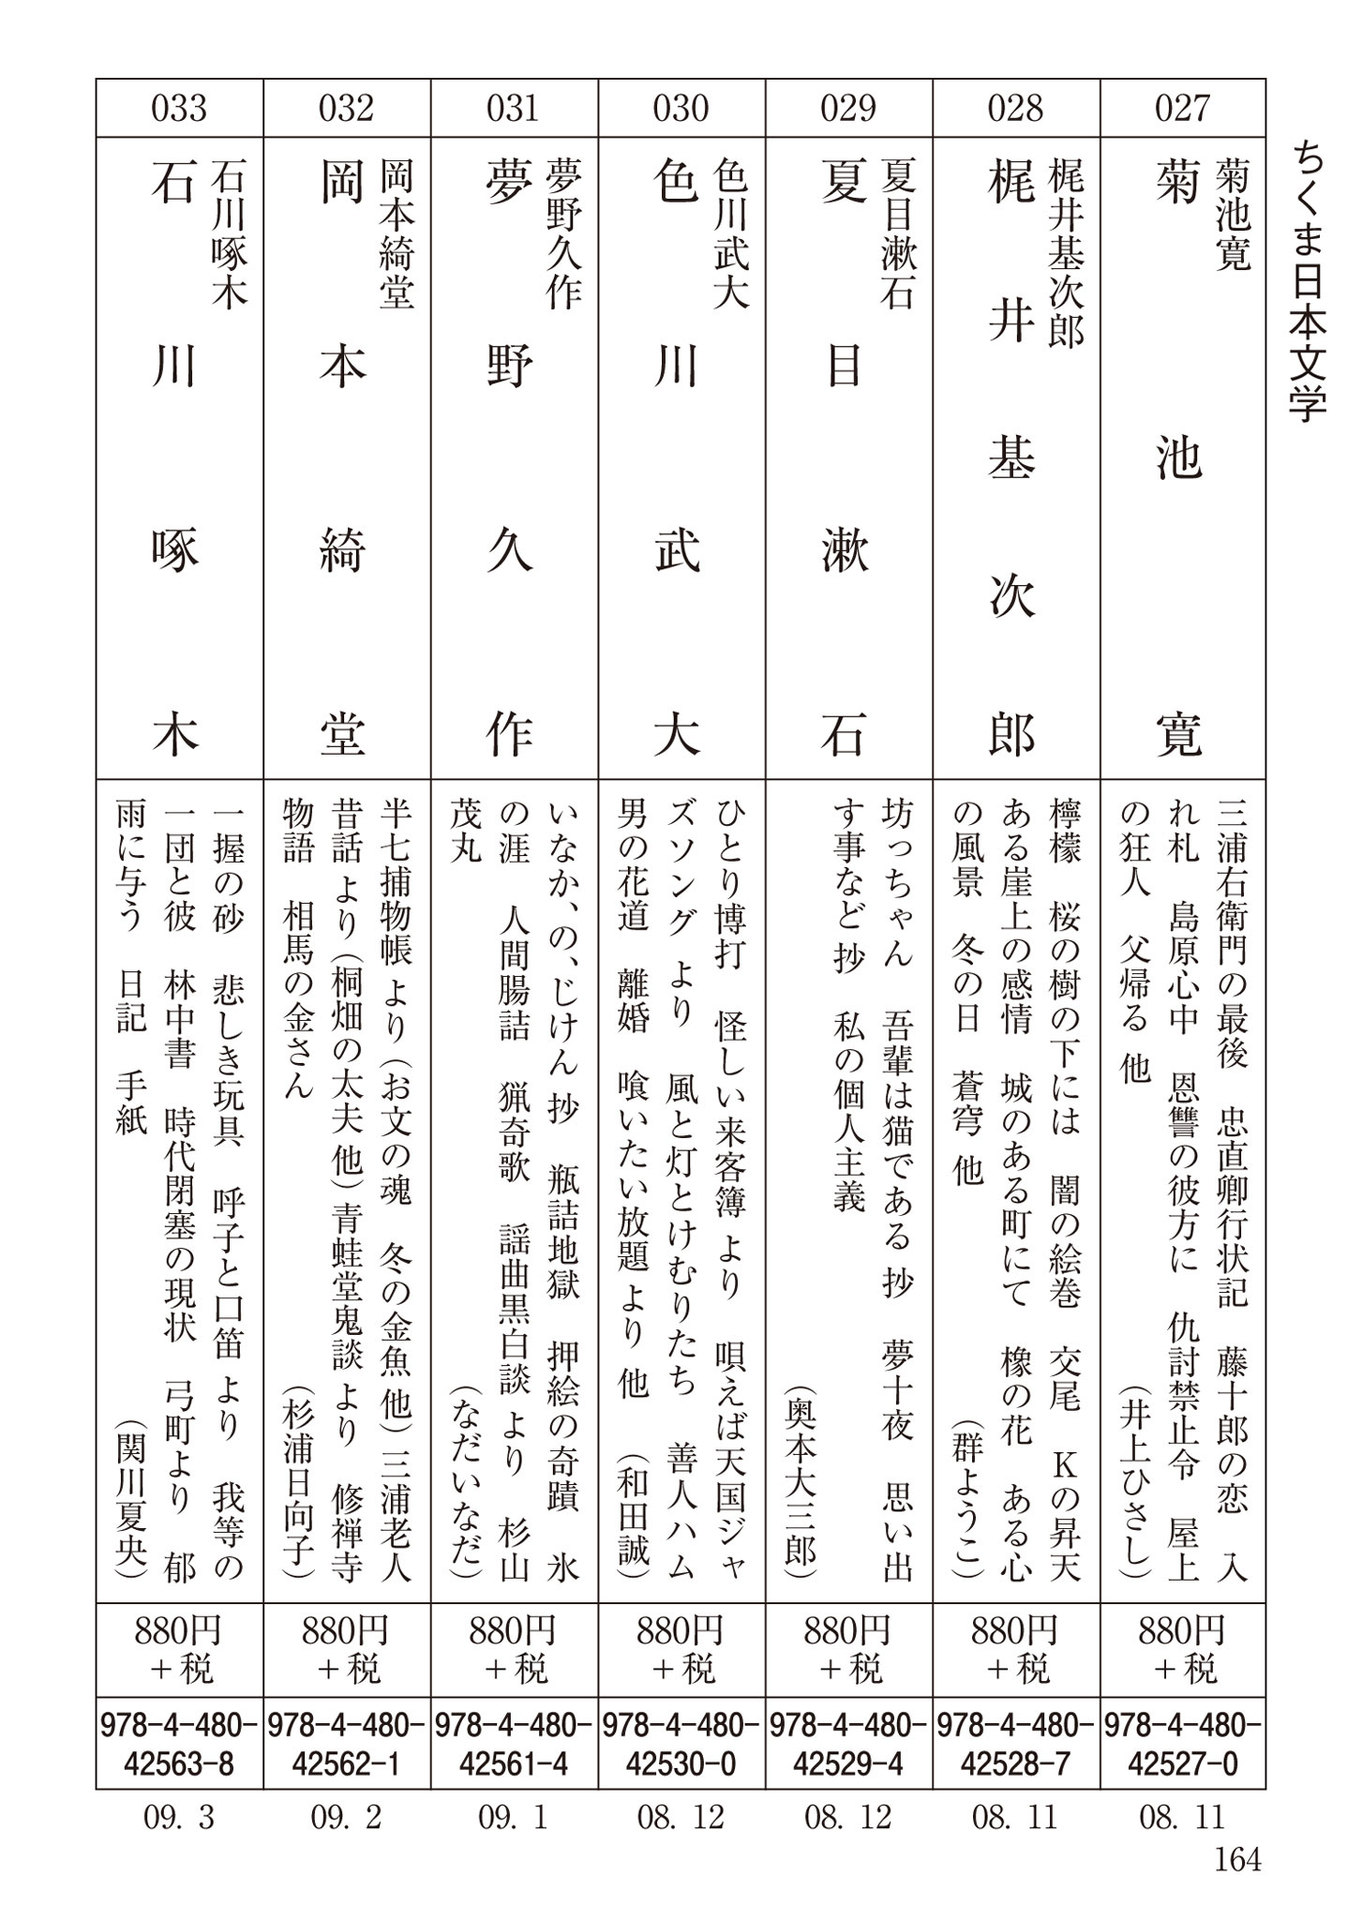 ちくま日本文学
027
菊池寛
菊池寛
三浦右衛門の最後　忠直卿行状記　藤十郎の恋　入
れ札　島原心中　恩讐の彼方に　仇討禁止令　屋上
の狂人　父帰る 他
（井上ひさし）
880円
＋税
978-4-480-
42527-0
08. 11
028
梶井基次郎
梶井基次郎
檸檬　桜の樹の下には　闇の絵巻　交尾　Kの昇天
ある崖上の感情　城のある町にて　橡の花　ある心
の風景　冬の日　蒼穹 他
（群ようこ）
880円
＋税
978-4-480-
42528-7
08. 11
029
夏目漱石
夏目漱石
坊っちゃん　吾輩は猫である 抄　夢十夜　思い出
す事など 抄　私の個人主義
（奥本大三郎）
880円
＋税
978-4-480-
42529-4
08. 12
030
色川武大
色川武大
ひとり博打　怪しい来客簿 より　唄えば天国ジャ
ズソング より　風と灯とけむりたち　善人ハム
男の花道　離婚　喰いたい放題 より 他
（和田誠）
880円
＋税
978-4-480-
42530-0
08. 12
031
夢野久作
夢野久作
いなか、の、じけん 抄　瓶詰地獄　押絵の奇蹟　氷
の涯　人間腸詰　猟奇歌　謡曲黒白談 より　杉山
茂丸
（なだいなだ）
880円
＋税
978-4-480-
42561-4
09. 1
032
岡本綺堂
岡本綺堂
半七捕物帳 より（お文の魂　冬の金魚 他）三浦老人
昔話 より（桐畑の太夫 他）青蛙堂鬼談 より　修禅寺
物語　相馬の金さん
（杉浦日向子）
880円
＋税
978-4-480-
42562-1
09. 2
033
石川啄木
石川啄木
一握の砂　悲しき玩具　呼子と口笛 より　我等の
一団と彼　林中書　時代閉塞の現状　弓町より　郁
雨に与う　日記　手紙
（関川夏央）
880円
＋税
978-4-480-
42563-8
09. 3
164